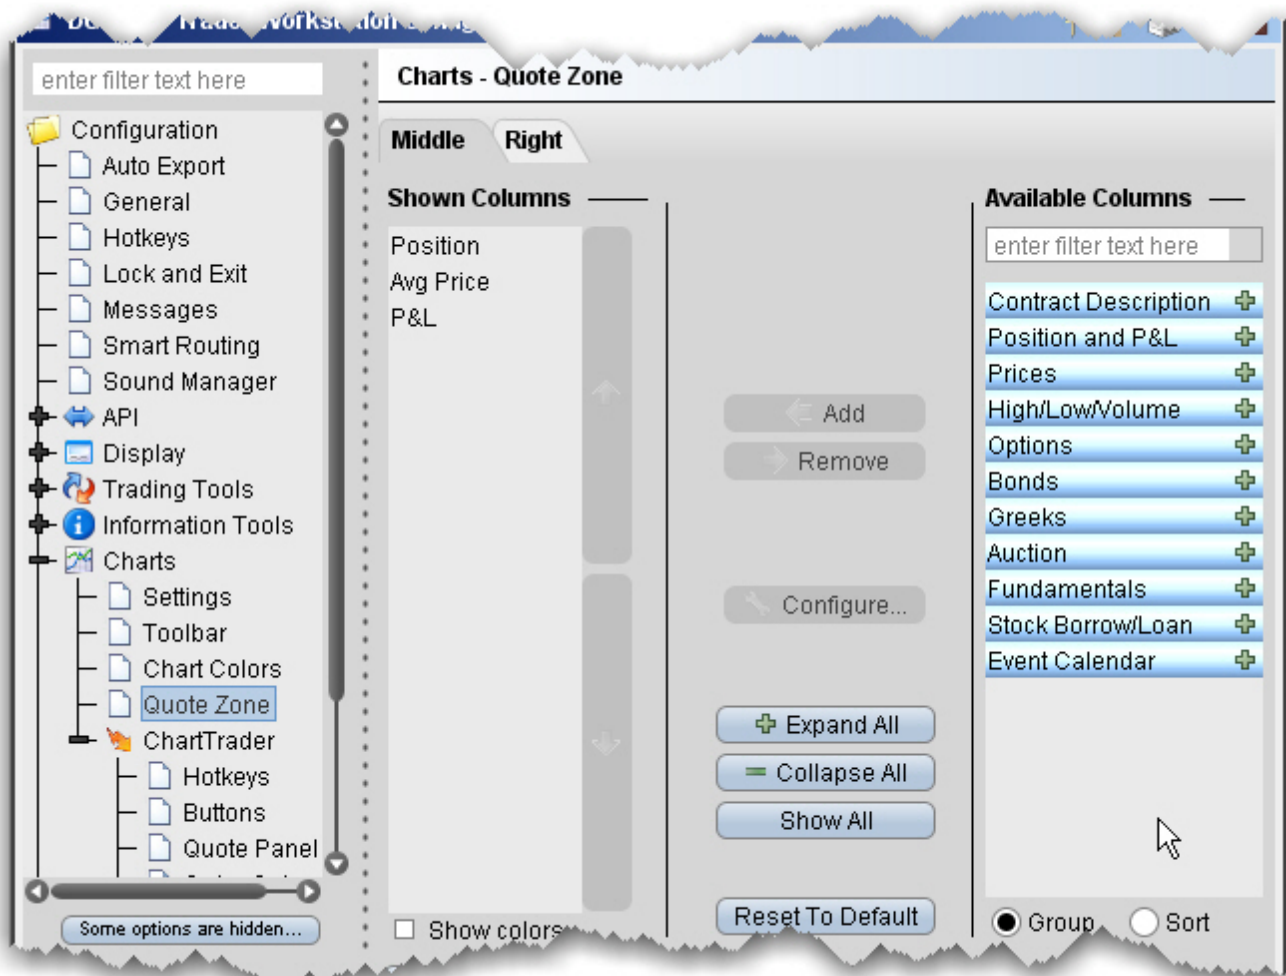 enter filter text here
Configuration
Auto Export
General
Hotkeys
Lock and Exit
Messages
Smart Routing
Sound Manager
API
Display
Trading Tools
Information Tools
Charts
Settings
Toolbar
Chart Colors
Quote Zone
ChartTrader
Hotkeys
Buttons
Quote Panel
Some options are hidden...
Charts - Quote Zone
Middle
Right
Shown Columns
Position
Avg Price
P&L
Show colors
Add
Remove
Configure...
Expand All
Collapse All
Show All
Reset To Default
Available Columns
enter filter text here
Contract Description
Position and P&L
Prices
High/Low/Volume
Options
Bonds
Greeks
Auction
Fundamentals
Stock Borrow/Loan
Event Calendar
Group
Sort